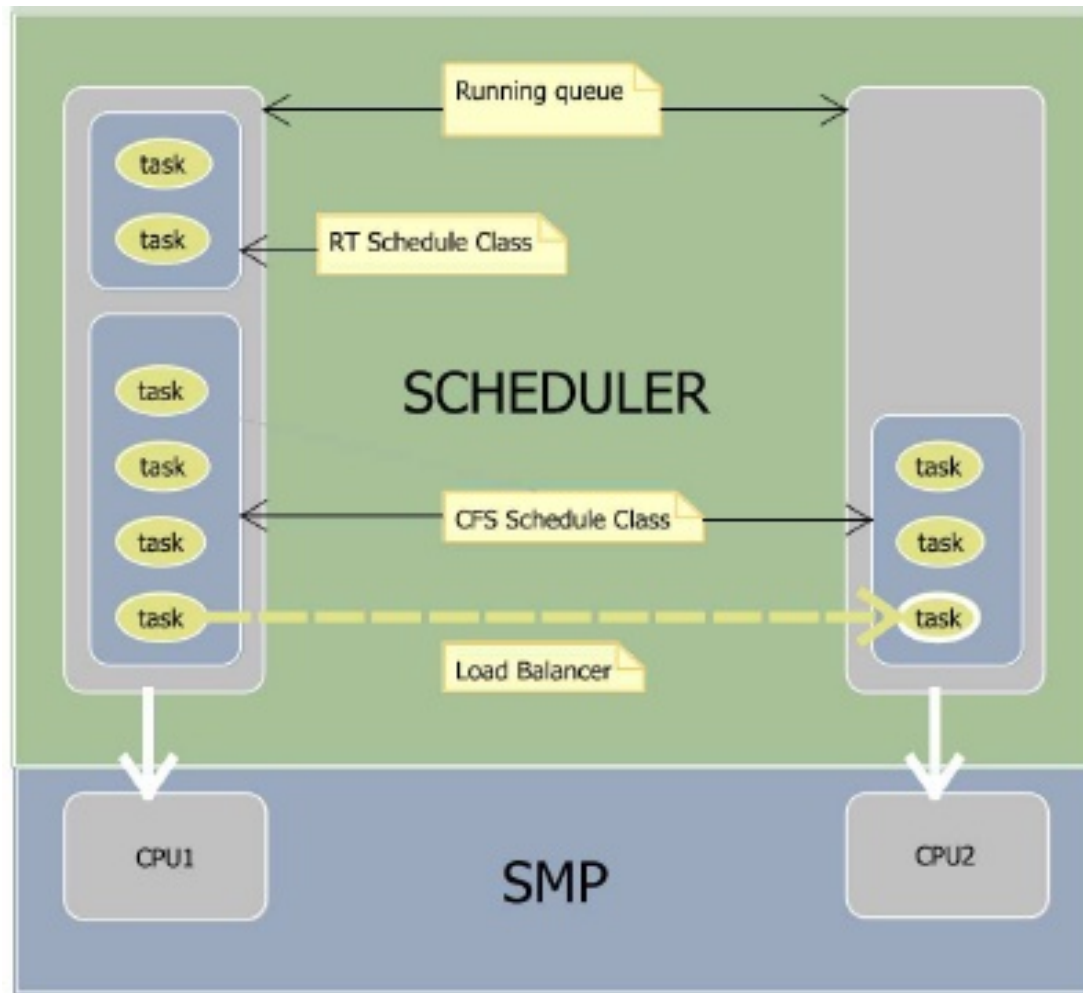 Running queue
task
task
RT Schedule Class
task
SCHEDULER
task
task
CFS Schedule Class
task
task
task
task
Load Balancer
CPU1
CPU2
SMP